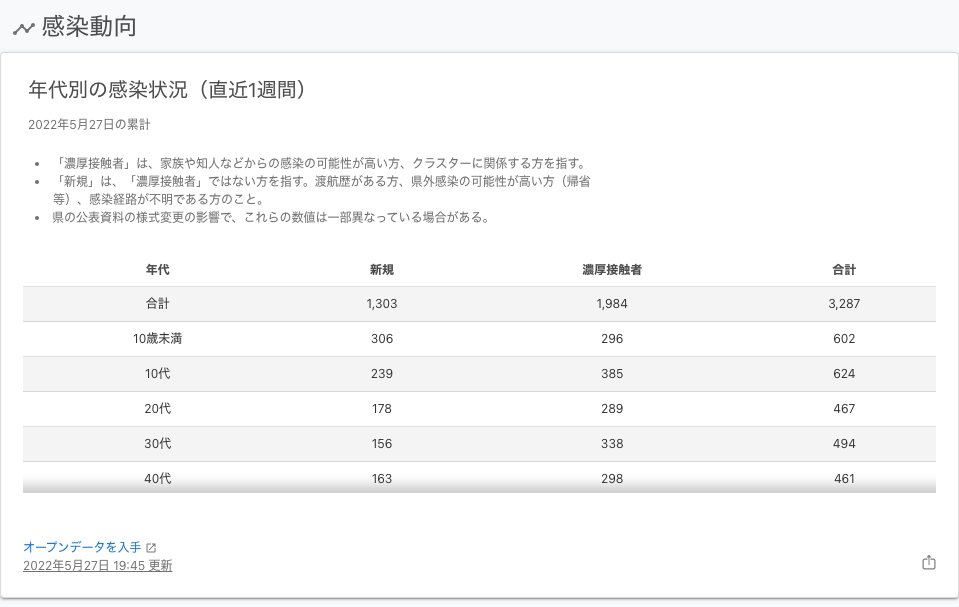 感染動向
年代別の感染状況（直近1週間）
2022年5月27日の累計
• 「濃厚接触者」は、家族や知人などからの感染の可能性が高い方、クラスターに関係する方を指す。
• 「新規」は、「濃厚接触者」ではない方を指す。渡航歴がある方、県外感染の可能性が高い方（帰省
等）、感染経路が不明である方のこと。
• 県の公表資料の様式変更の影響で、これらの数値は一部異なっている場合がある。
年代 新規 濃厚接触者 合計
合計 1,303 1,984 3,287
10歳未満 306 296 602
10代 239 385 624
20代 178 289 467
30代 156 338 494
40代 163 298 461
オープンデータを入手
2022年5月27日 19:45 更新